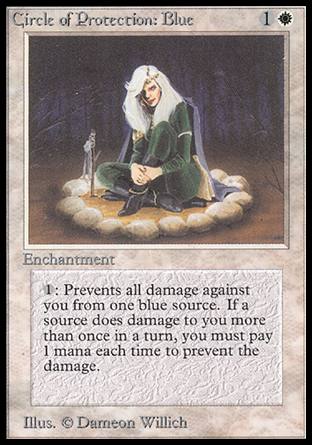 Circle of Protection: Blue 1
Enchantment
1: Prevents all damage against
you from one blue source. If a
source does damage to you more
than once in a turn, you must pay
1 mana each time to prevent the
damage.
Illus. © Dameon Willich